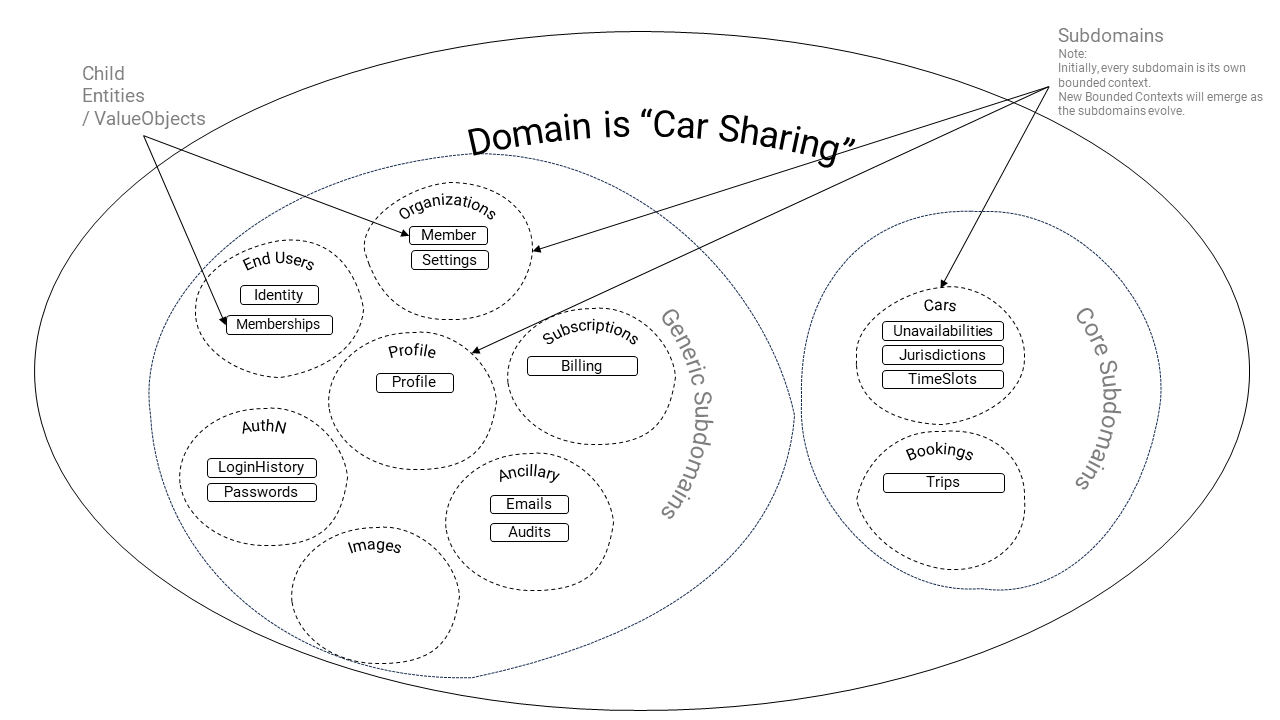 Subdomains
Note:
Initially, every subdomain is its own
bounded context.
New Bounded Contexts will emerge as
the subdomains evolve.
Child
Entities
/ ValueObjects
Domain is “Car Sharing”
Organizations
Member
Settings
End Users
Identity
Memberships
Profile
Profile
Subscriptions
Billing
Generic Subdomains
AuthN
LoginHistory
Passwords
Ancillary
Emails
Audits
Images
Cars
Unavailabilities
Jurisdictions
TimeSlots
Bookings
Trips
Core Subdomains